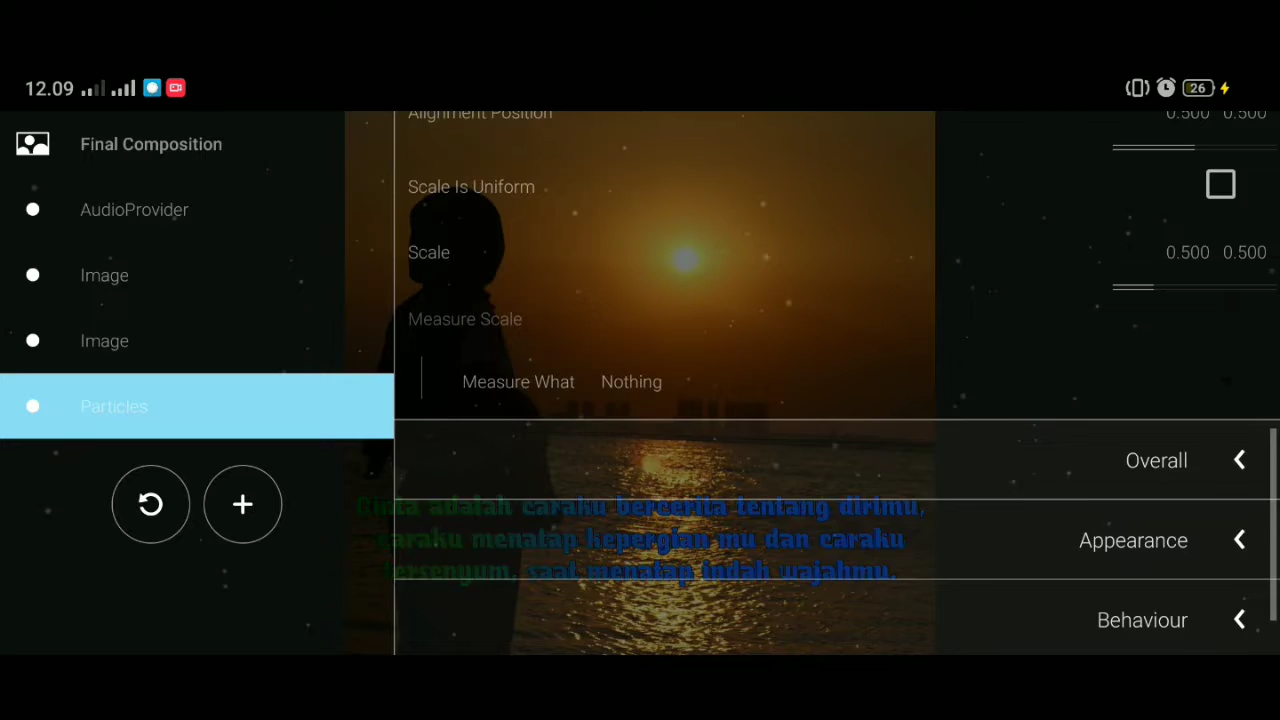 12.09
26
Final Composition
AudioProvider
Image
Image
Particles
Alignment Position 0.500 0.500
Scale Is Uniform
Scale 0.500 0.500
Measure Scale
Measure What Nothing
Overall
Appearance
Behaviour
Cinta adalah caraku bercerita tentang dirimu,
caraku menatap kepergian mu dan caraku
tersenyum, saat menatap indah wajahmu.